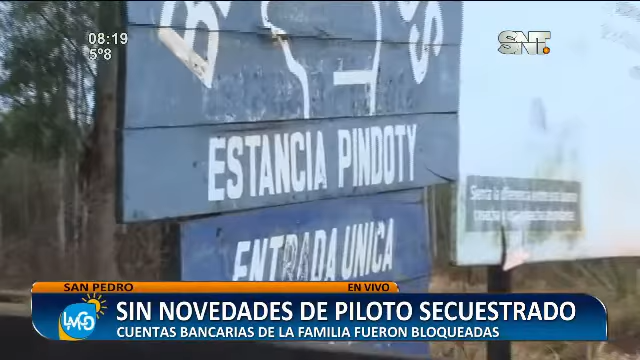 08:19
5°8
SNT
ESTANCIA PINDOTY
ENTRADA UNICA
SAN PEDRO
EN VIVO
SIN NOVEDADES DE PILOTO SECUESTRADO
CUENTAS BANCARIAS DE LA FAMILIA FUERON BLOQUEADAS